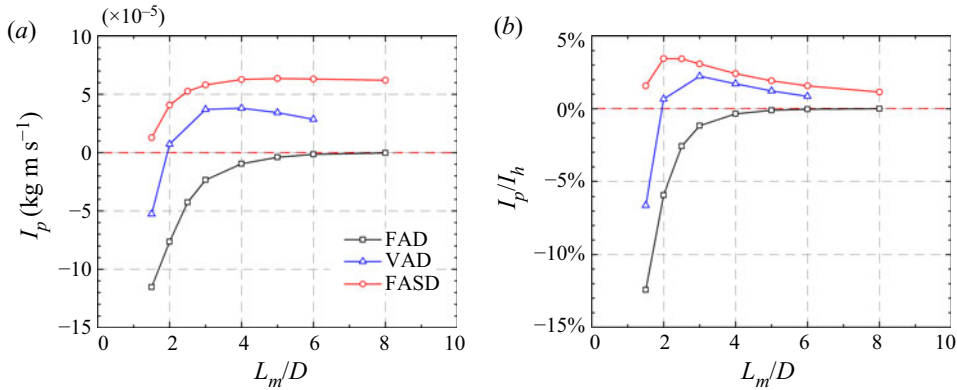 (a)
(×10⁻⁵)
10
5
0
−5
−10
−15
I_p (kg m s⁻¹)
FAD
VAD
FASD
0 2 4 6 8 10
L_m/D
(b)
5%
0%
−5%
−10%
−15%
I_p/I_h
0 2 4 6 8 10
L_m/D